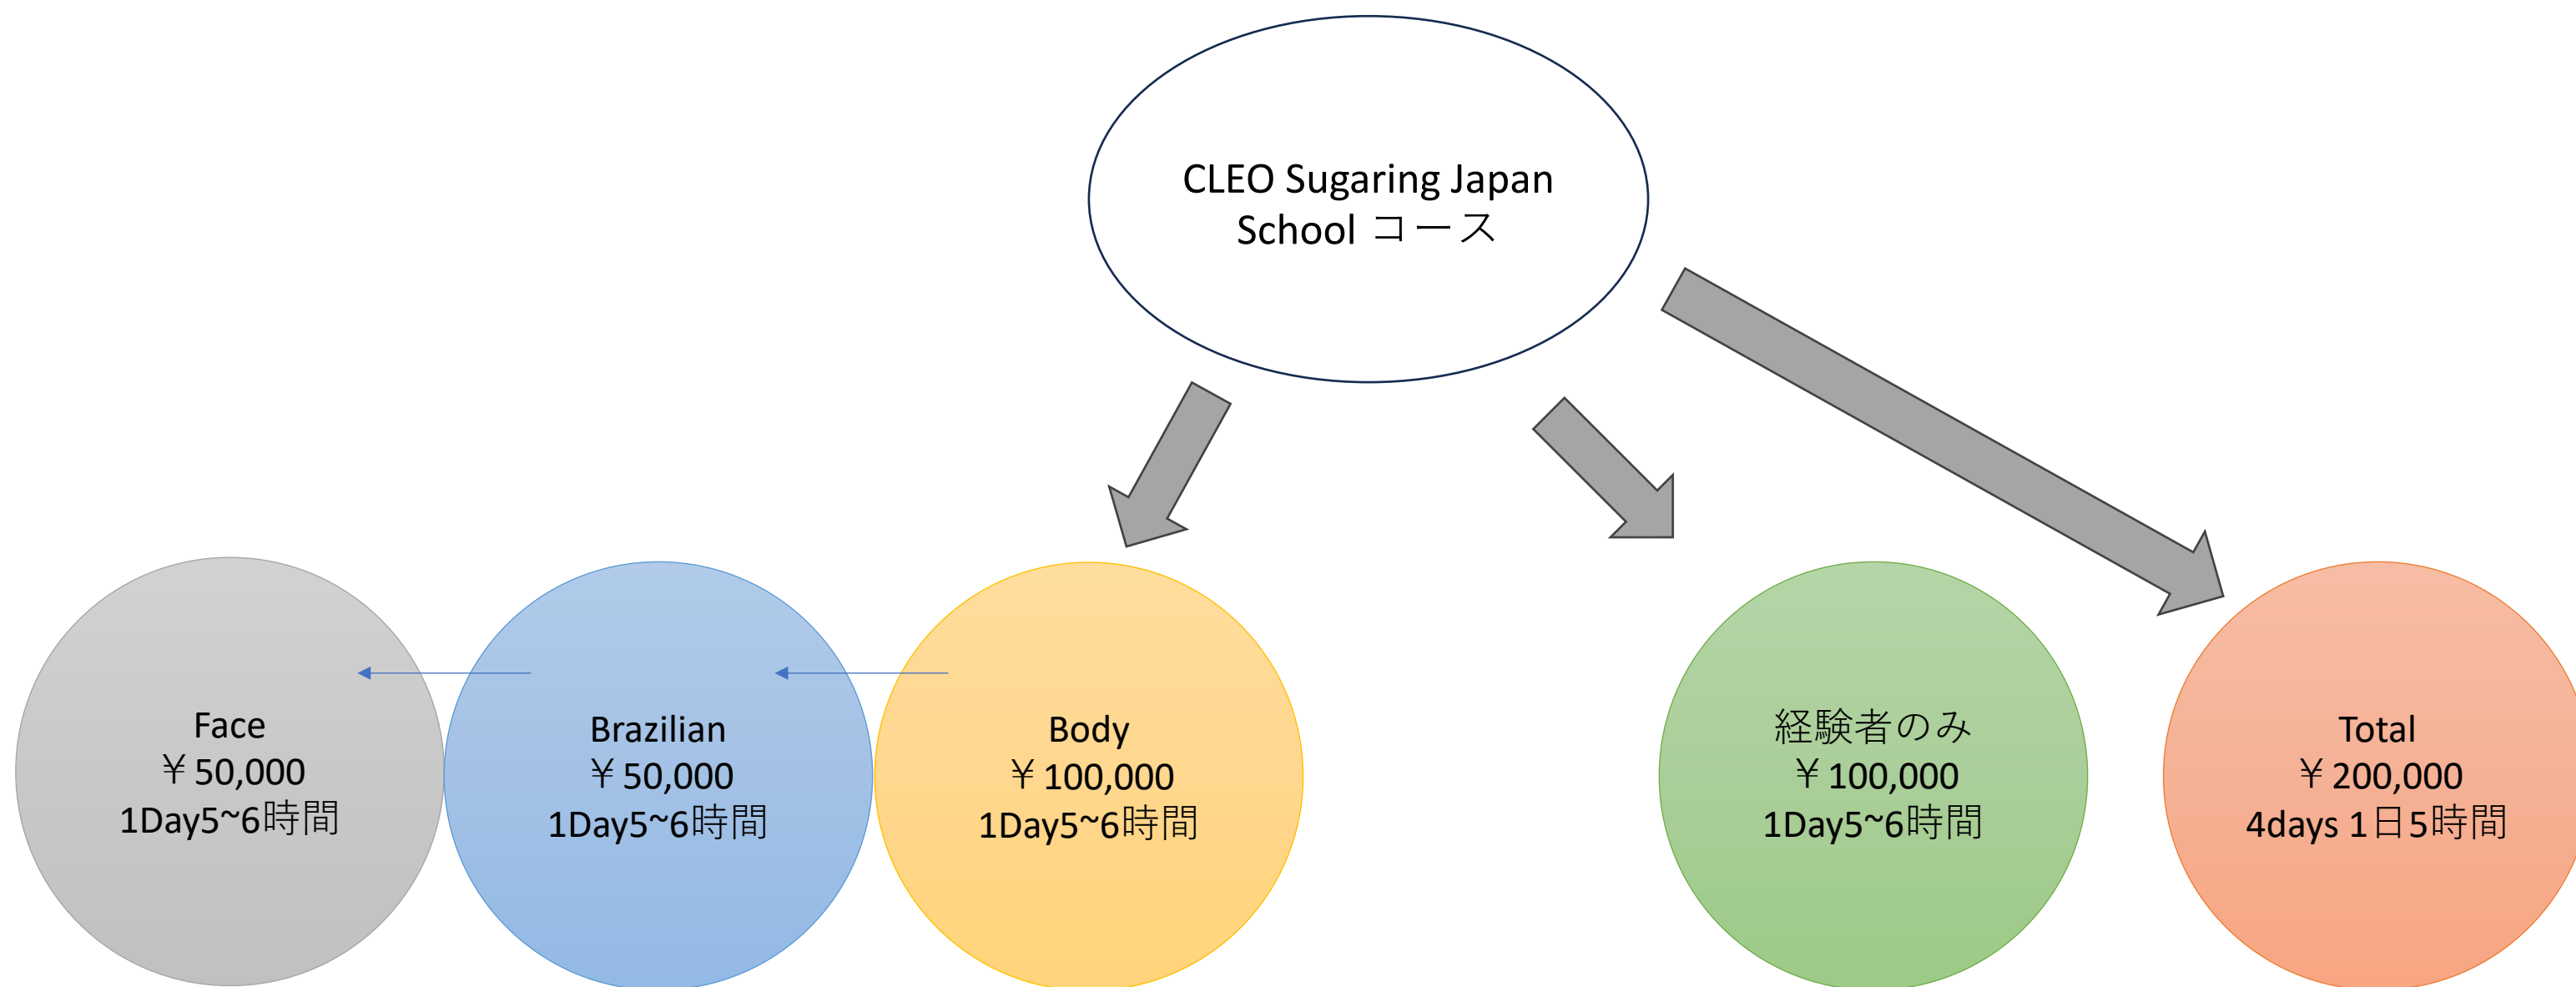 CLEO Sugaring Japan
School コース
Face
￥50,000
1Day5~6時間
Brazilian
￥50,000
1Day5~6時間
Body
￥100,000
1Day5~6時間
経験者のみ
￥100,000
1Day5~6時間
Total
￥200,000
4days 1日5時間